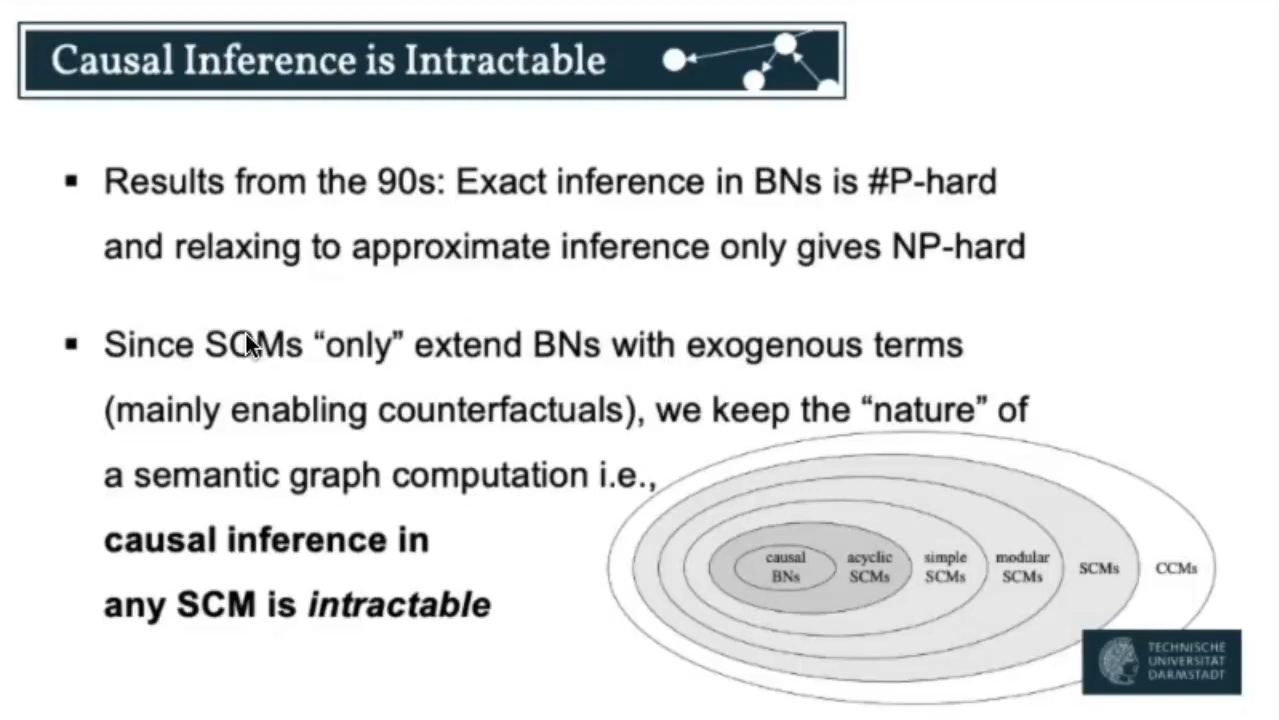 Causal Inference is Intractable
Results from the 90s: Exact inference in BNs is #P-hard
and relaxing to approximate inference only gives NP-hard
Since SCMs “only” extend BNs with exogenous terms
(mainly enabling counterfactuals), we keep the “nature” of
a semantic graph computation i.e.,
causal inference in
any SCM is intractable
causal
BNs
acyclic
SCMs
simple
SCMs
modular
SCMs
SCMs
CCMs
TECHNISCHE
UNIVERSITÄT
DARMSTADT